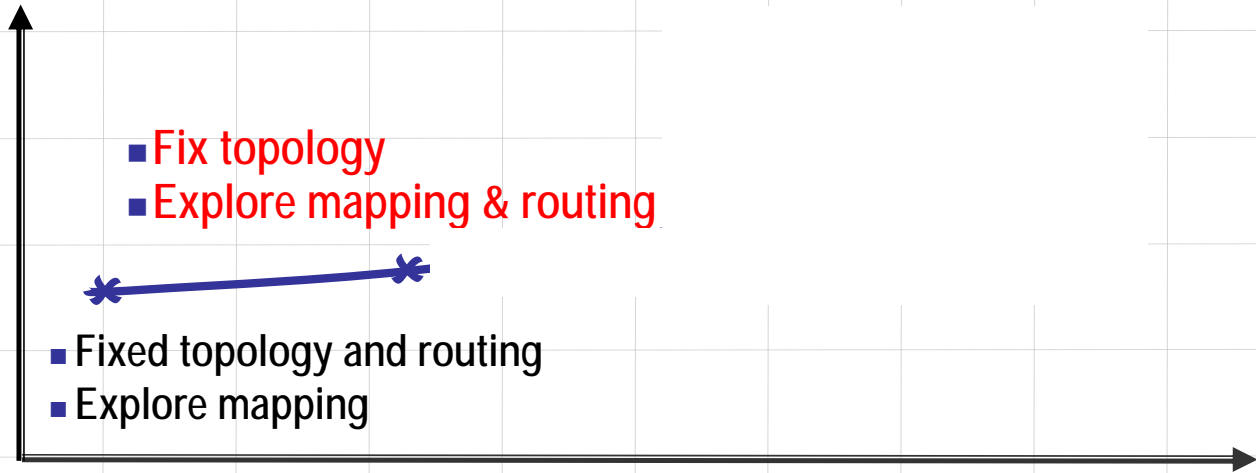 Fix topology
Explore mapping & routing
Fixed topology and routing
Explore mapping